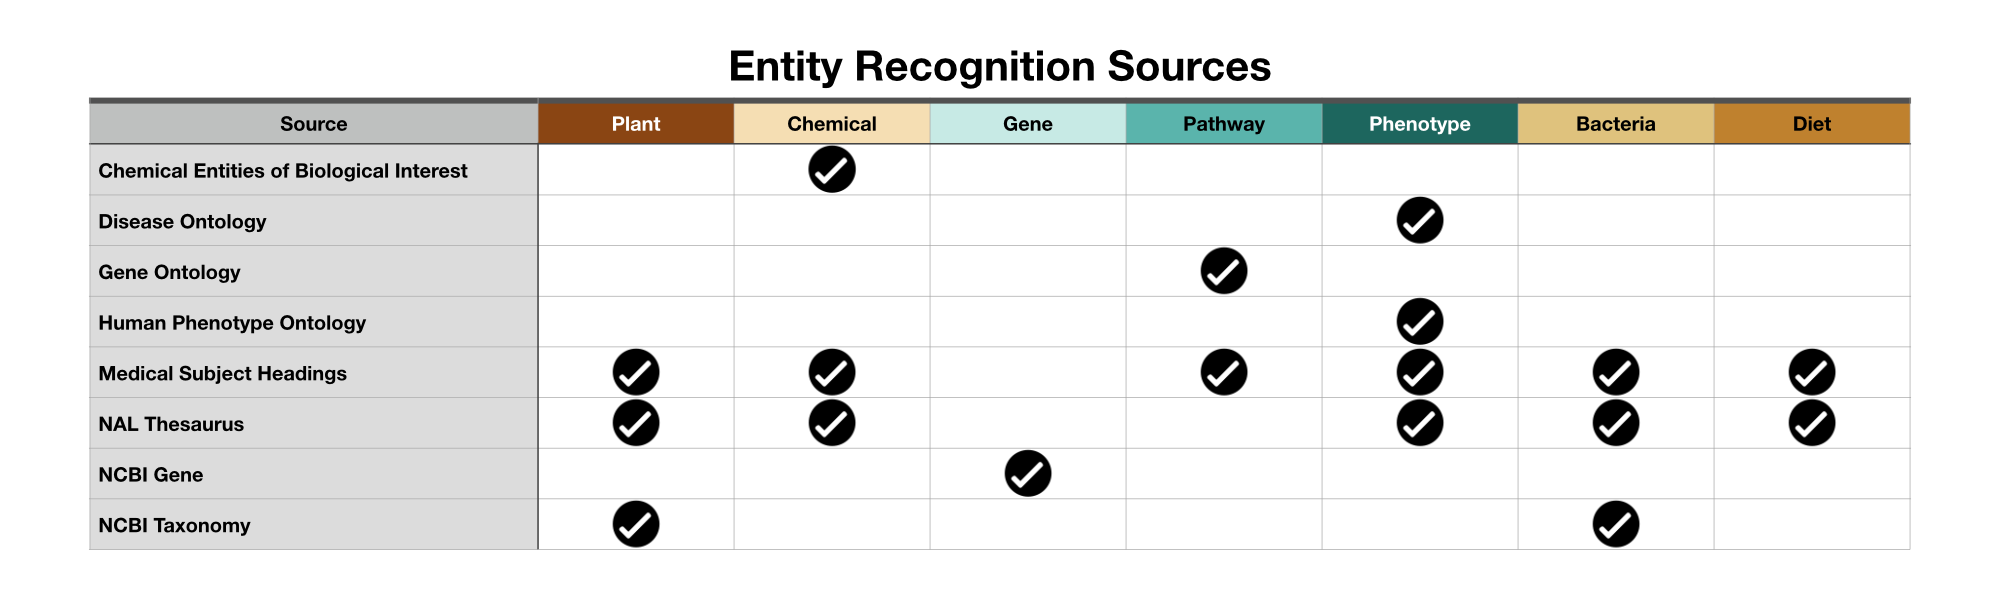 Entity Recognition Sources
Source Plant Chemical Gene Pathway Phenotype Bacteria Diet
Chemical Entities of Biological Interest
Disease Ontology
Gene Ontology
Human Phenotype Ontology
Medical Subject Headings
NAL Thesaurus
NCBI Gene
NCBI Taxonomy